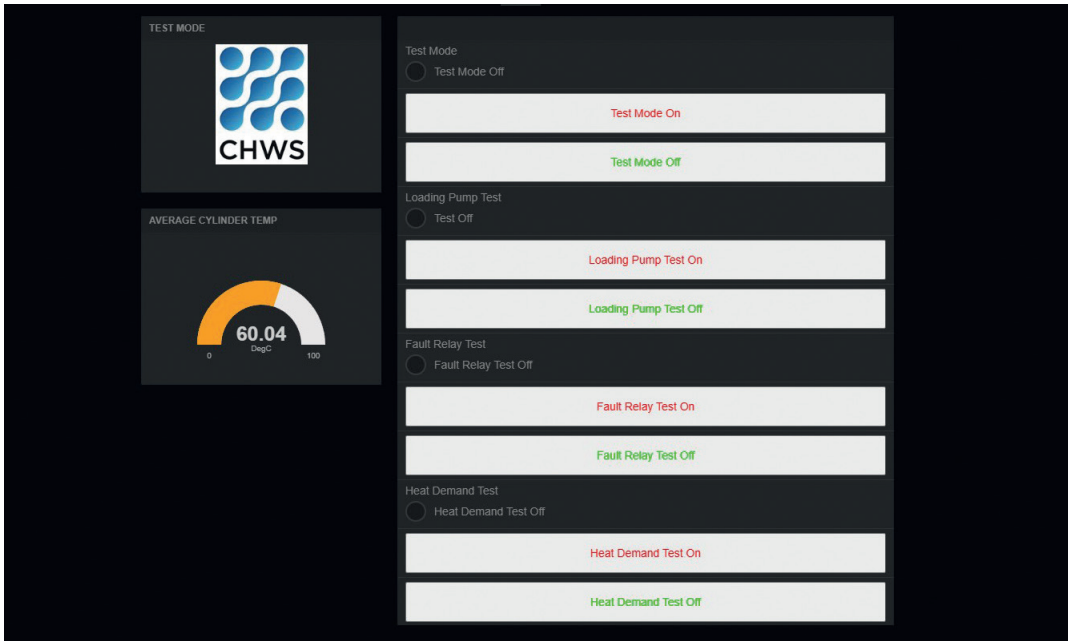 TEST MODE
CHWS
AVERAGE CYLINDER TEMP
60.04
DegC
0
100
Test Mode
Test Mode Off
Test Mode On
Test Mode Off
Loading Pump Test
Test Off
Loading Pump Test On
Loading Pump Test Off
Fault Relay Test
Fault Relay Test Off
Fault Relay Test On
Fault Relay Test Off
Heat Demand Test
Heat Demand Test Off
Heat Demand Test On
Heat Demand Test Off